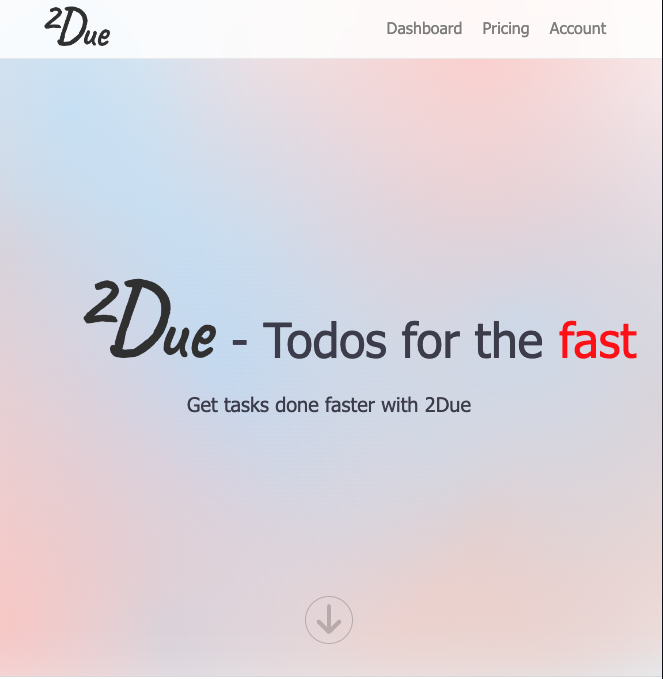 2Due
Dashboard Pricing Account
2Due - Todos for the fast
Get tasks done faster with 2Due